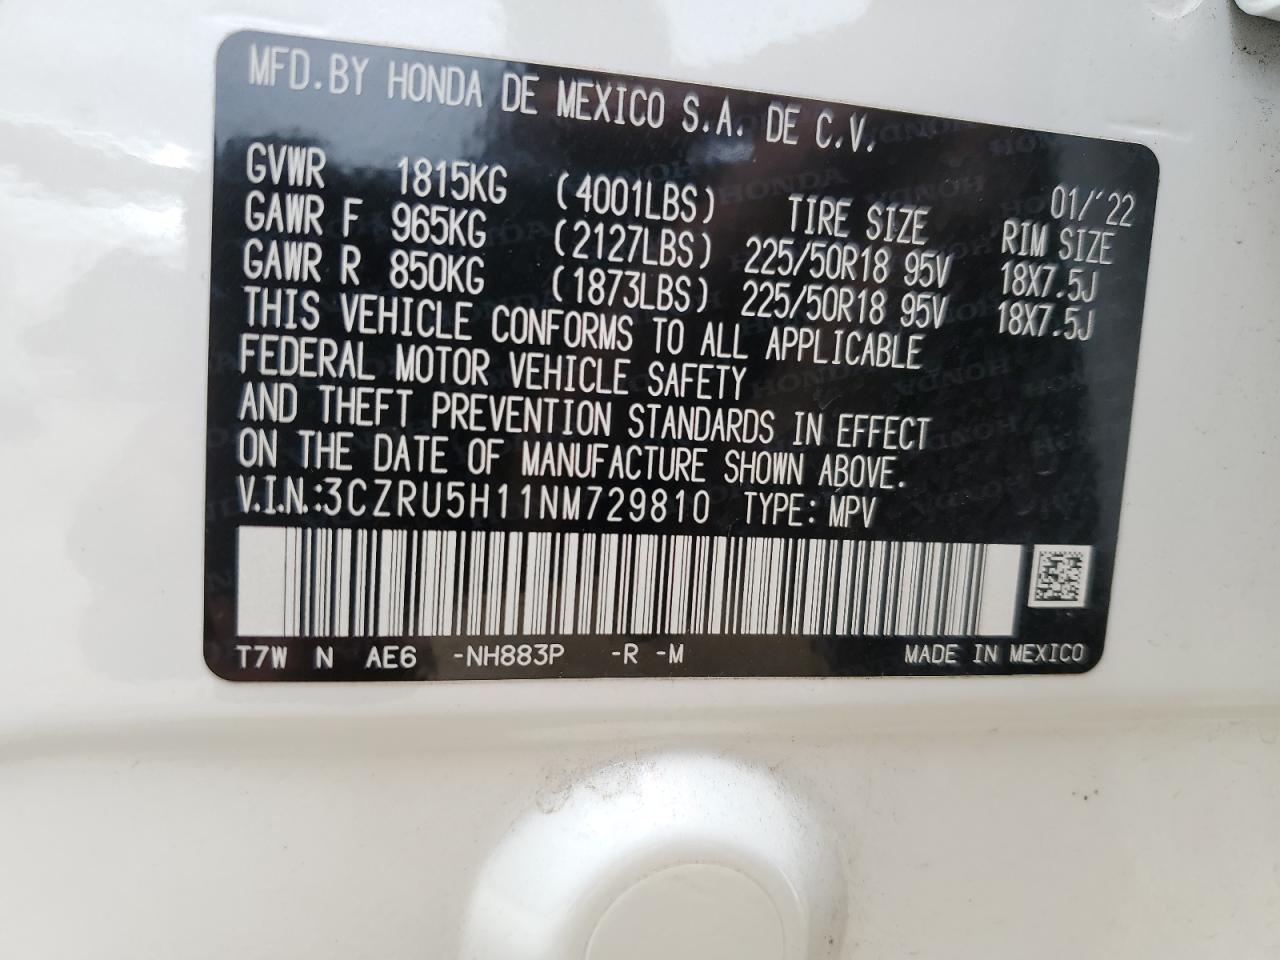 MFD.BY HONDA DE MEXICO S.A. DE C.V.
01/'22
GVWR 1815KG (4001LBS) TIRE SIZE RIM SIZE
GAWR F 965KG (2127LBS) 225/50R18 95V 18X7.5J
GAWR R 850KG (1873LBS) 225/50R18 95V 18X7.5J
THIS VEHICLE CONFORMS TO ALL APPLICABLE
FEDERAL MOTOR VEHICLE SAFETY
AND THEFT PREVENTION STANDARDS IN EFFECT
ON THE DATE OF MANUFACTURE SHOWN ABOVE.
V.I.N.:3CZRU5H11NM729810 TYPE: MPV
T7W N AE6 -NH883P -R -M MADE IN MEXICO